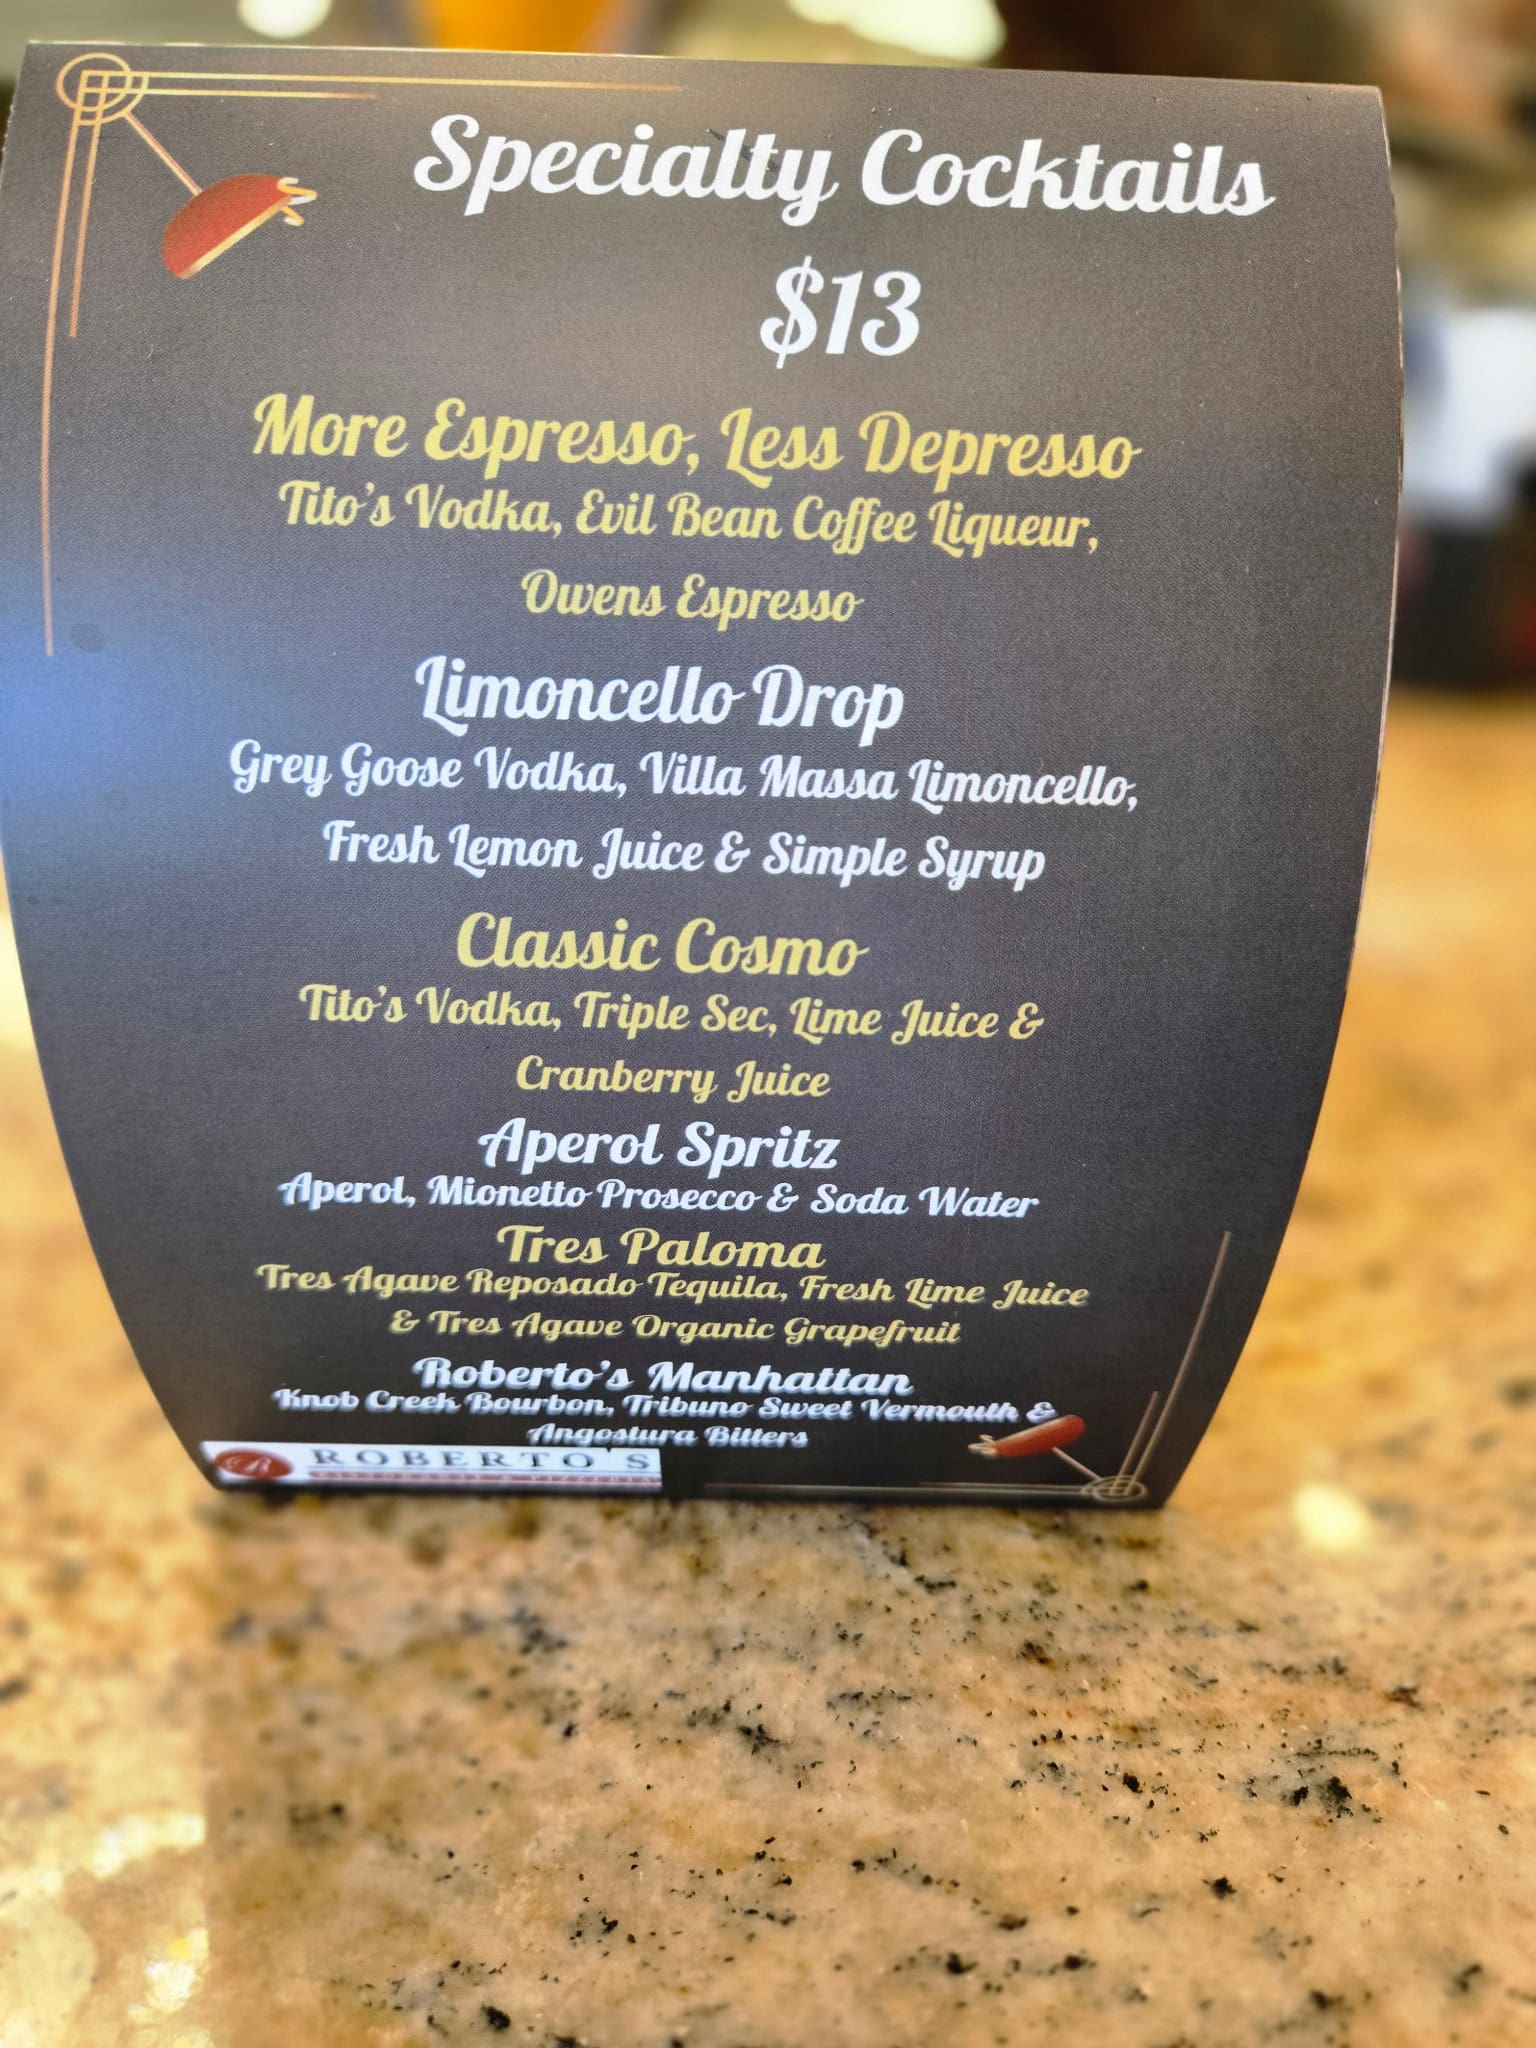 Specialty Cocktails
$13
More Espresso, Less Depresso
Tito's Vodka, Evil Bean Coffee Liqueur,
Owens Espresso
Limoncello Drop
Grey Goose Vodka, Villa Massa Limoncello,
Fresh Lemon Juice & Simple Syrup
Classic Cosmo
Tito's Vodka, Triple Sec, Lime Juice &
Cranberry Juice
Aperol Spritz
Aperol, Mionetto Prosecco & Soda Water
Tres Paloma
Tres Agave Reposado Tequila, Fresh Lime Juice
& Tres Agave Organic Grapefruit
Roberto's Manhattan
Knob Creek Bourbon, Tribuno Sweet Vermouth &
Angostura Bitters
R ROBERTO'S